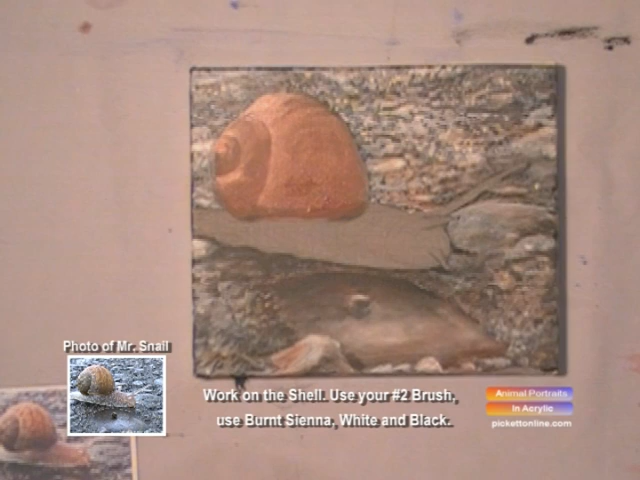 Photo of Mr. Snail
Work on the Shell. Use your #2 Brush,
use Burnt Sienna, White and Black.
Animal Portraits
In Acrylic
pickettonline.com